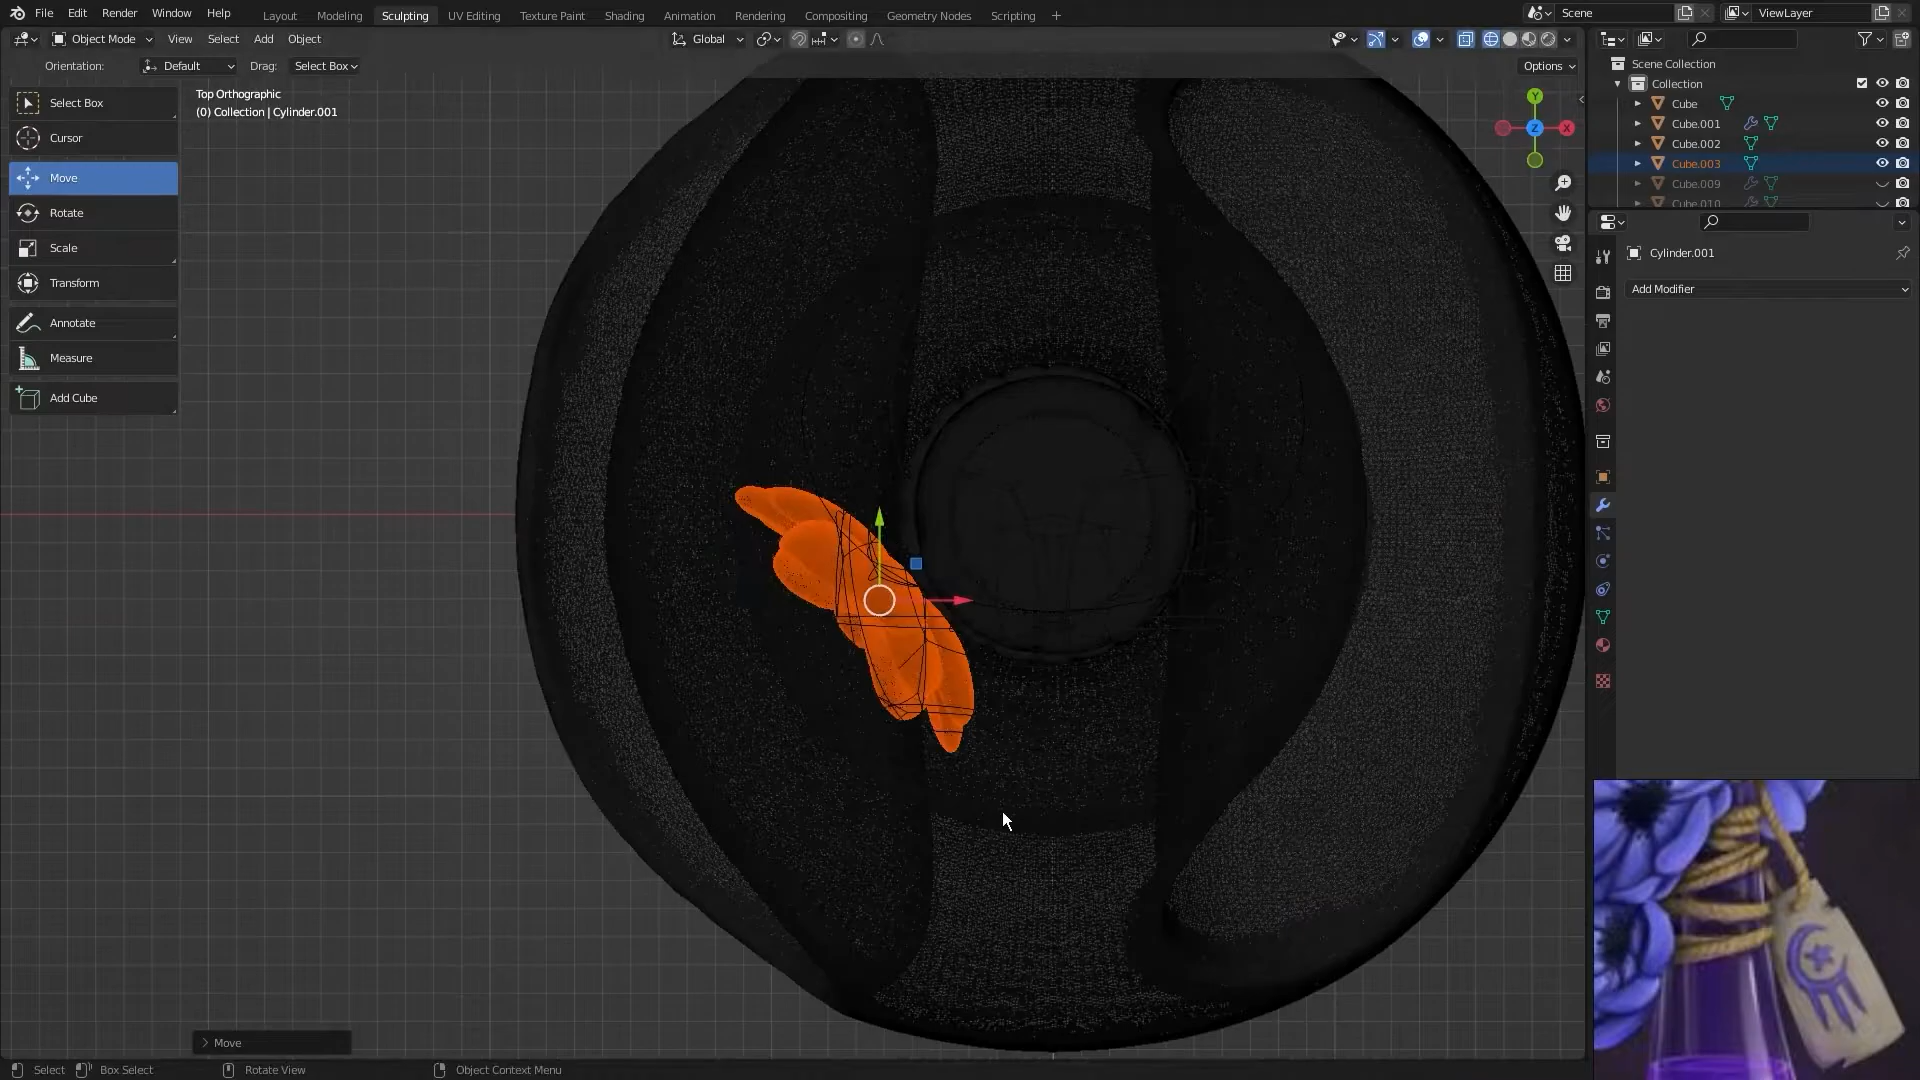 File Edit Render Window Help Layout Modeling Sculpting UV Editing Texture Paint Shading Animation Rendering Compositing Geometry Nodes Scripting + Scene ViewLayer
Object Mode View Select Add Object Global
Orientation: Default Drag: Select Box Options
Top Orthographic
(0) Collection | Cylinder.001
Select Box
Cursor
Move
Rotate
Scale
Transform
Annotate
Measure
Add Cube
Y
Z
X
Scene Collection
Collection
Cube
Cube.001
Cube.002
Cube.003
Cube.009
Cube.010
Cylinder.001
Add Modifier
Move
Select Box Select Rotate View Object Context Menu